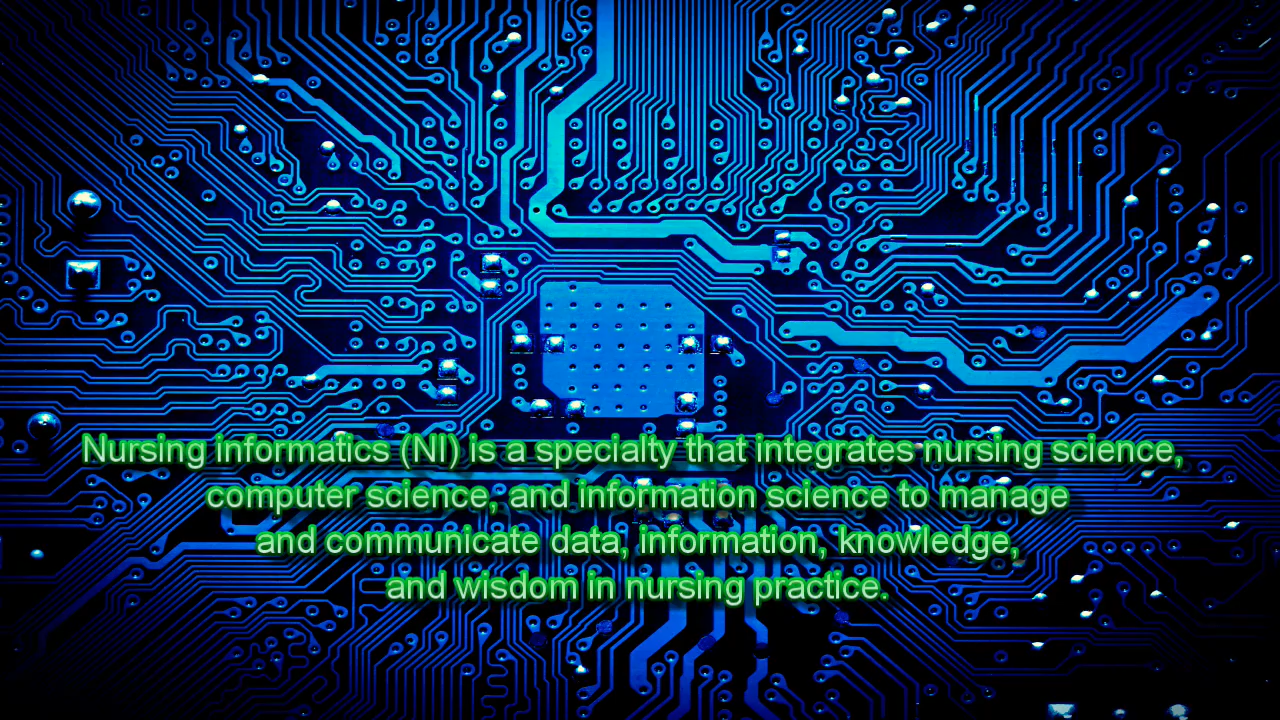 Nursing informatics (NI) is a specialty that integrates nursing science,
computer science, and information science to manage
and communicate data, information, knowledge,
and wisdom in nursing practice.